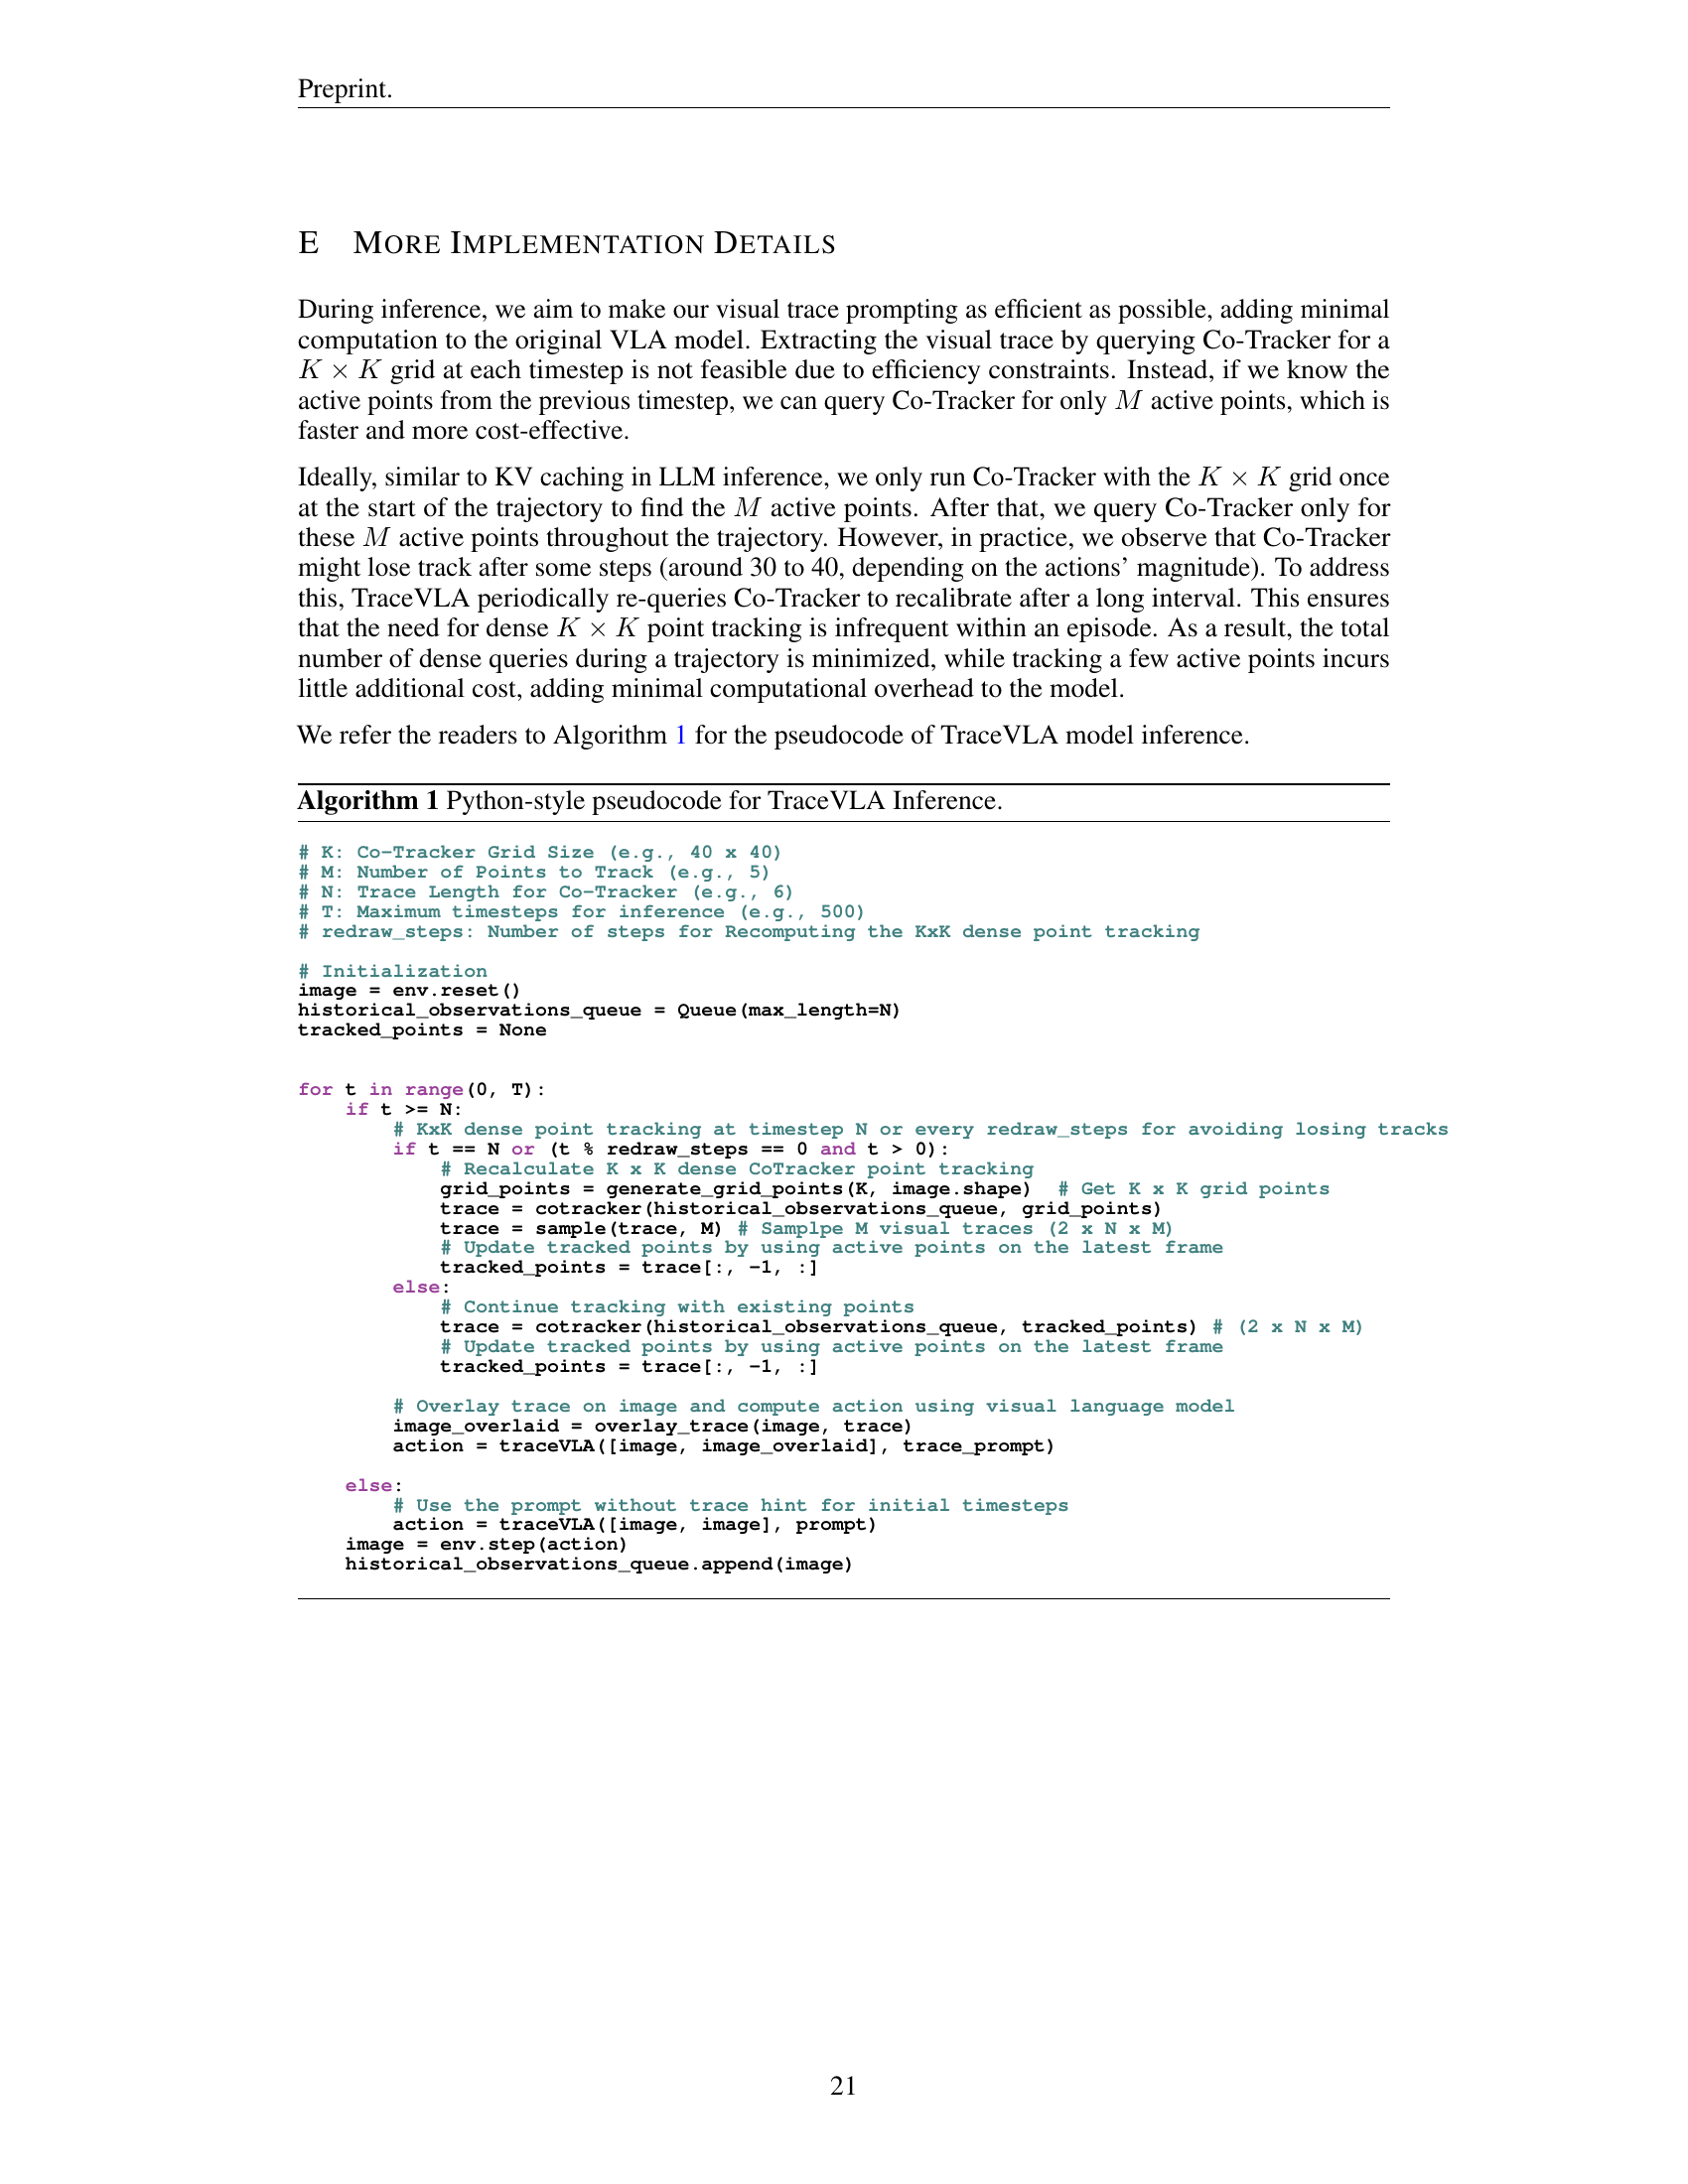 Preprint.
E MORE IMPLEMENTATION DETAILS
During inference, we aim to make our visual trace prompting as efficient as possible, adding minimal
computation to the original VLA model. Extracting the visual trace by querying Co-Tracker for a
K × K grid at each timestep is not feasible due to efficiency constraints. Instead, if we know the
active points from the previous timestep, we can query Co-Tracker for only M active points, which is
faster and more cost-effective.
Ideally, similar to KV caching in LLM inference, we only run Co-Tracker with the K × K grid once
at the start of the trajectory to find the M active points. After that, we query Co-Tracker only for
these M active points throughout the trajectory. However, in practice, we observe that Co-Tracker
might lose track after some steps (around 30 to 40, depending on the actions' magnitude). To address
this, TraceVLA periodically re-queries Co-Tracker to recalibrate after a long interval. This ensures
that the need for dense K × K point tracking is infrequent within an episode. As a result, the total
number of dense queries during a trajectory is minimized, while tracking a few active points incurs
little additional cost, adding minimal computational overhead to the model.
We refer the readers to Algorithm 1 for the pseudocode of TraceVLA model inference.
Algorithm 1 Python-style pseudocode for TraceVLA Inference.
# K: Co-Tracker Grid Size (e.g., 40 x 40)
# M: Number of Points to Track (e.g., 5)
# N: Trace Length for Co-Tracker (e.g., 6)
# T: Maximum timesteps for inference (e.g., 500)
# redraw_steps: Number of steps for Recomputing the KxK dense point tracking
# Initialization
image = env.reset()
historical_observations_queue = Queue(max_length=N)
tracked_points = None
for t in range(0, T):
    if t >= N:
        # KxK dense point tracking at timestep N or every redraw_steps for avoiding losing tracks
        if t == N or (t % redraw_steps == 0 and t > 0):
            # Recalculate K x K dense CoTracker point tracking
            grid_points = generate_grid_points(K, image.shape)  # Get K x K grid points
            trace = cotracker(historical_observations_queue, grid_points)
            trace = sample(trace, M) # Samplpe M visual traces (2 x N x M)
            # Update tracked points by using active points on the latest frame
            tracked_points = trace[:, -1, :]
        else:
            # Continue tracking with existing points
            trace = cotracker(historical_observations_queue, tracked_points) # (2 x N x M)
            # Update tracked points by using active points on the latest frame
            tracked_points = trace[:, -1, :]
        # Overlay trace on image and compute action using visual language model
        image_overlaid = overlay_trace(image, trace)
        action = traceVLA([image, image_overlaid], trace_prompt)
    else:
        # Use the prompt without trace hint for initial timesteps
        action = traceVLA([image, image], prompt)
    image = env.step(action)
    historical_observations_queue.append(image)
21